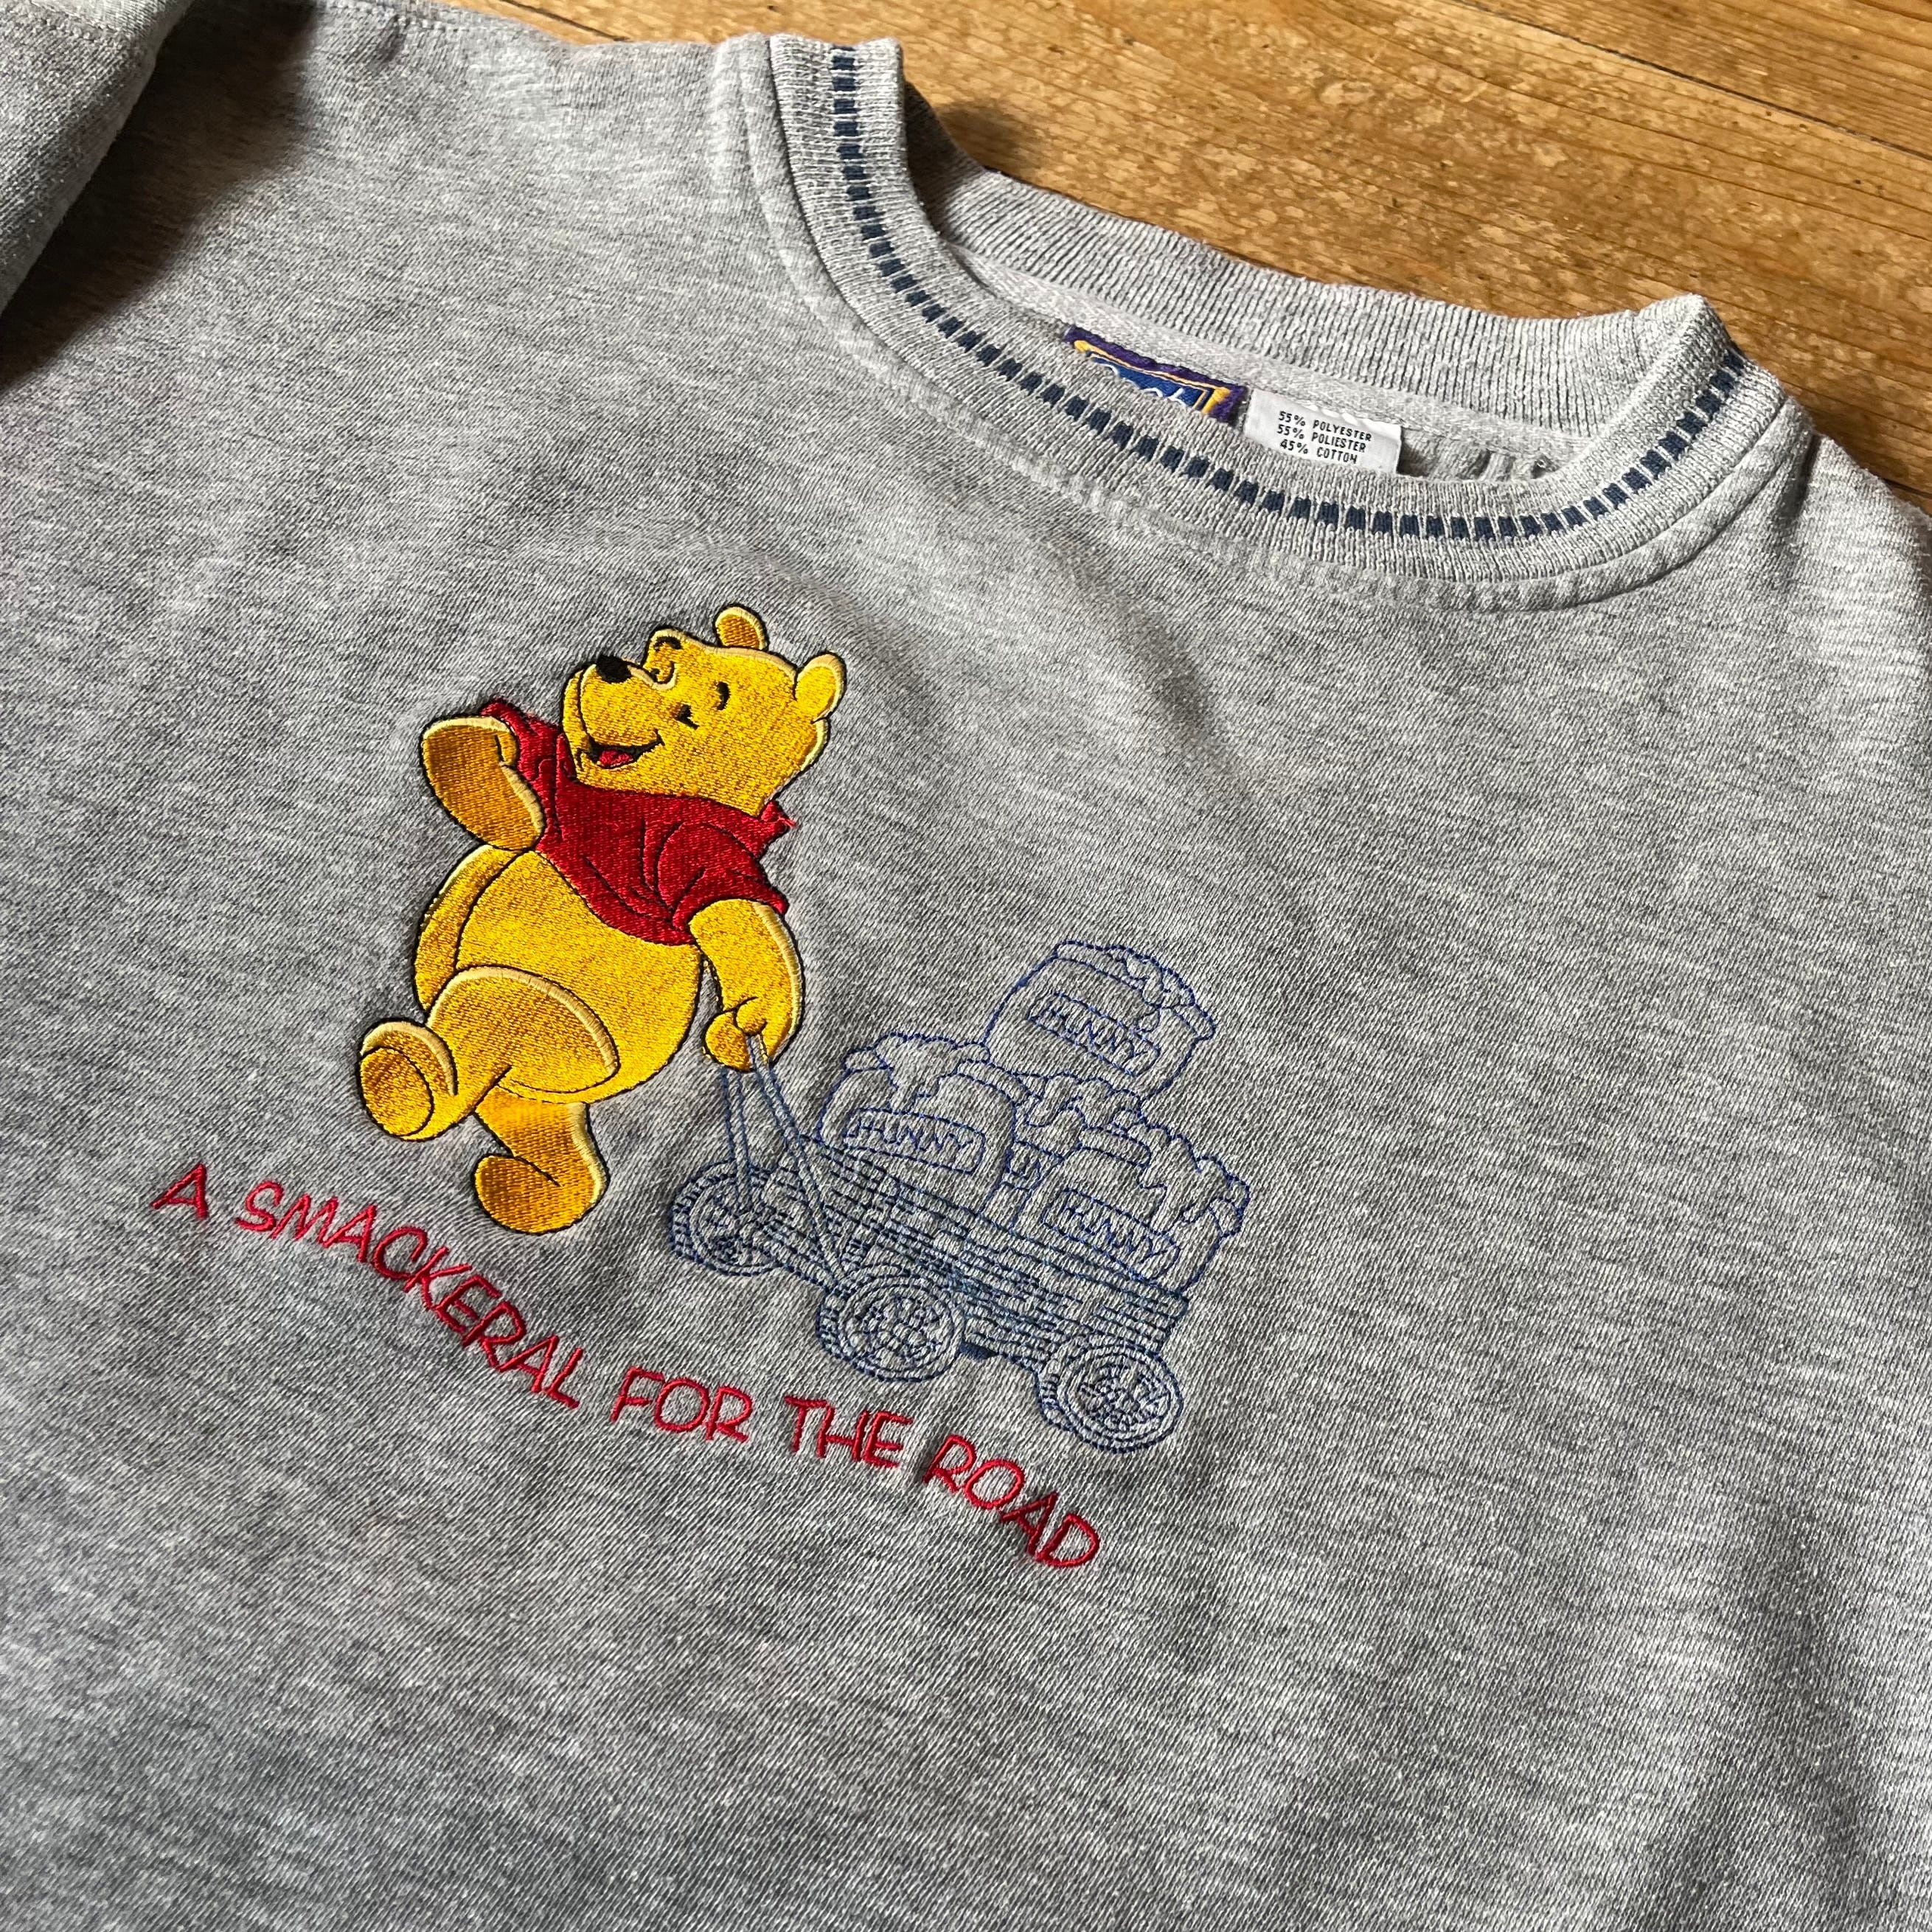 55% POLYESTER
55% POLIESTER
45% COTTON
HUNNY
HUNNY
HUNNY
A SMACKERAL FOR THE ROAD